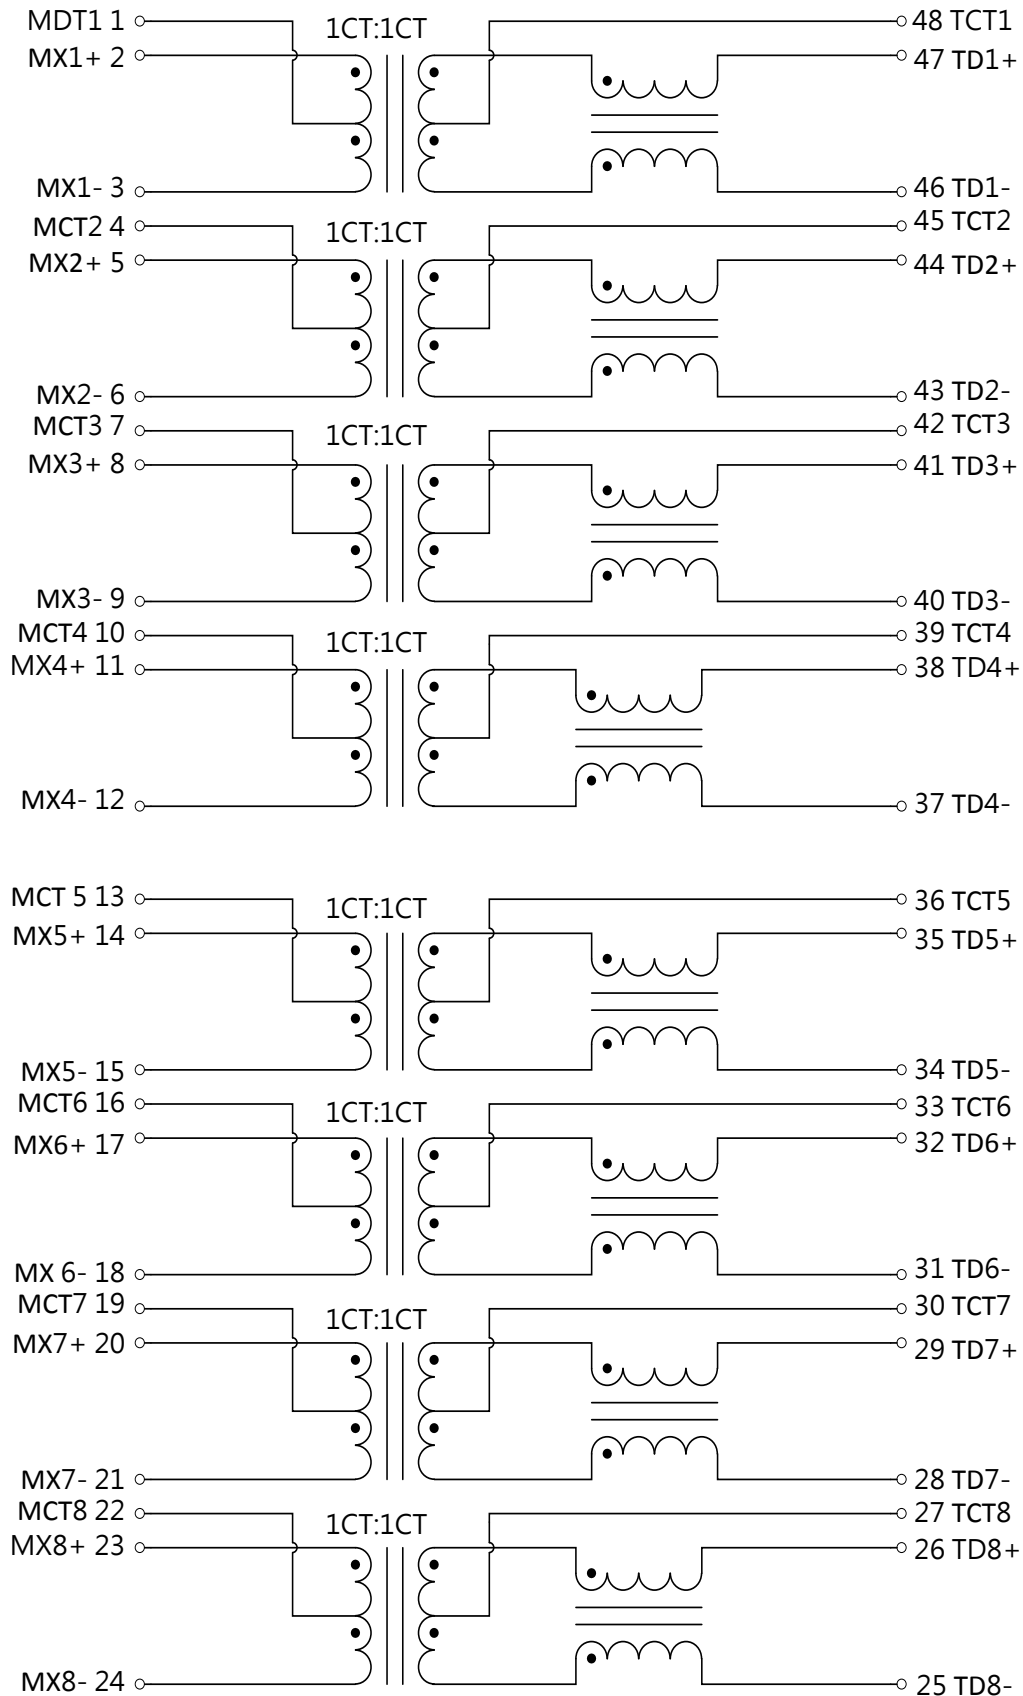 MDT1 1
1CT:1CT
48 TCT1
MX1+ 2
47 TD1+
MX1- 3
46 TD1-
MCT2 4
1CT:1CT
45 TCT2
MX2+ 5
44 TD2+
MX2- 6
43 TD2-
MCT3 7
1CT:1CT
42 TCT3
MX3+ 8
41 TD3+
MX3- 9
40 TD3-
MCT4 10
1CT:1CT
39 TCT4
MX4+ 11
38 TD4+
MX4- 12
37 TD4-
MCT 5 13
1CT:1CT
36 TCT5
MX5+ 14
35 TD5+
MX5- 15
34 TD5-
MCT6 16
1CT:1CT
33 TCT6
MX6+ 17
32 TD6+
MX 6- 18
31 TD6-
MCT7 19
1CT:1CT
30 TCT7
MX7+ 20
29 TD7+
MX7- 21
28 TD7-
MCT8 22
1CT:1CT
27 TCT8
MX8+ 23
26 TD8+
MX8- 24
25 TD8-